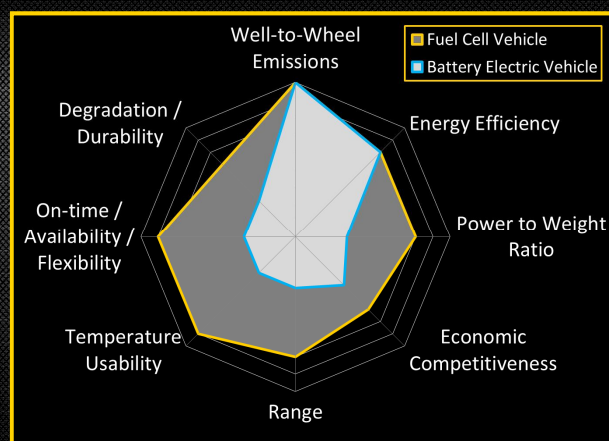 Well-to-Wheel
Emissions
Fuel Cell Vehicle
Battery Electric Vehicle
Degradation /
Durability
Energy Efficiency
On-time /
Availability /
Flexibility
Power to Weight
Ratio
Temperature
Usability
Economic
Competitiveness
Range